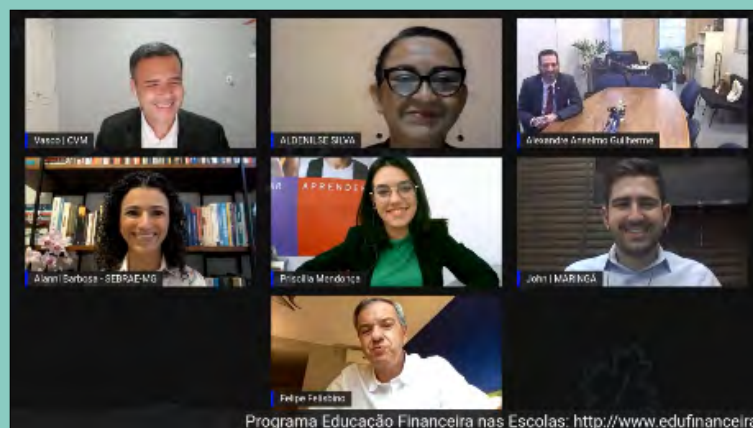 Vasco | CVM
ALDENILSE SILVA
Alexandre Anselmo Guilherme
APRENDE
Alanni Barbosa - SEBRAE-MG
Priscilla Mendonça
John | MARINGÁ
Felipe Felisbino
Programa Educação Financeira nas Escolas: http://www.edufinanceira